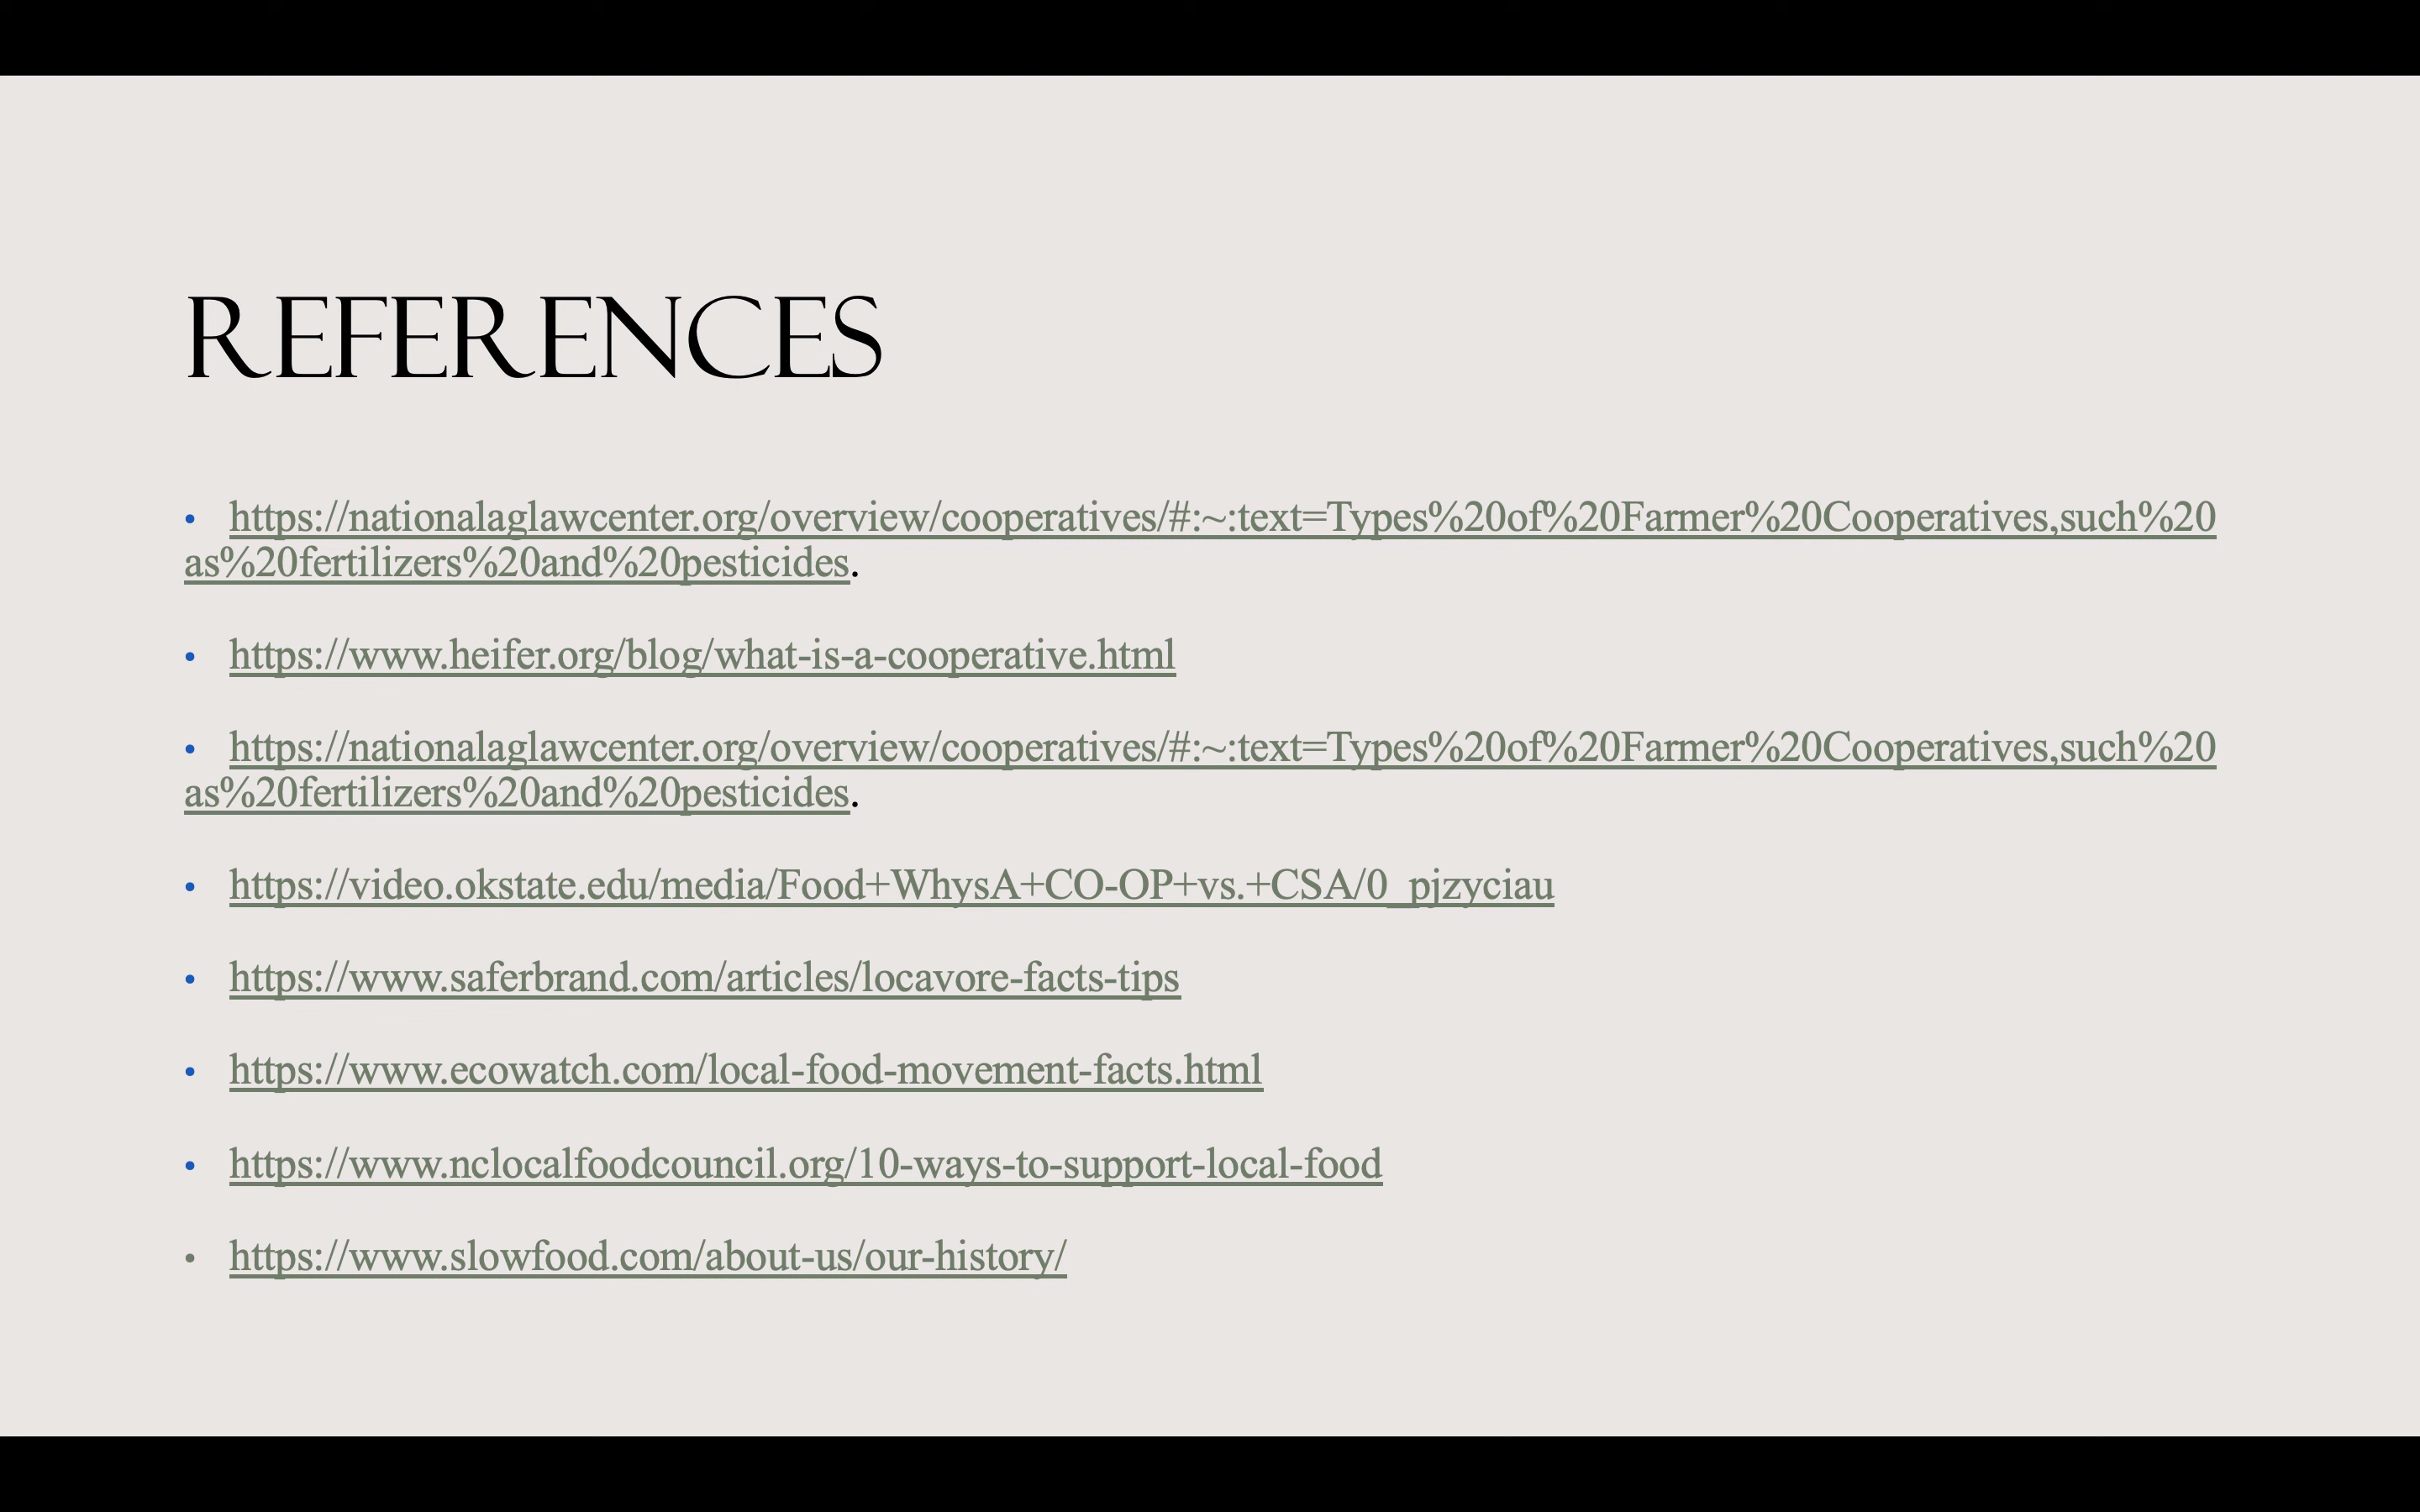 REFERENCES
• https://nationalaglawcenter.org/overview/cooperatives/#:~:text=Types%20of%20Farmer%20Cooperatives,such%20
as%20fertilizers%20and%20pesticides.
• https://www.heifer.org/blog/what-is-a-cooperative.html
• https://nationalaglawcenter.org/overview/cooperatives/#:~:text=Types%20of%20Farmer%20Cooperatives,such%20
as%20fertilizers%20and%20pesticides.
• https://video.okstate.edu/media/Food+WhysA+CO-OP+vs.+CSA/0_pjzyciau
• https://www.saferbrand.com/articles/locavore-facts-tips
• https://www.ecowatch.com/local-food-movement-facts.html
• https://www.nclocalfoodcouncil.org/10-ways-to-support-local-food
• https://www.slowfood.com/about-us/our-history/